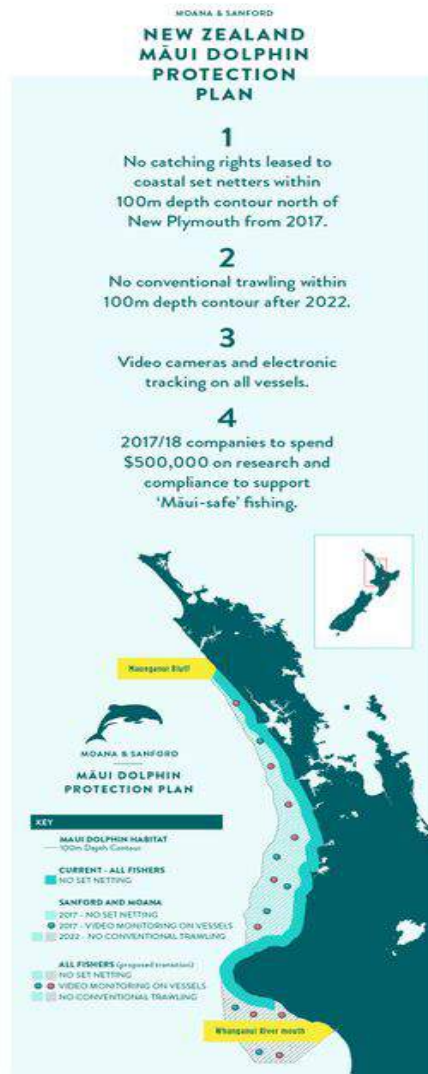 MOANA & SANFORD
NEW ZEALAND
MĀUI DOLPHIN
PROTECTION
PLAN
1
No catching rights leased to
coastal set netters within
100m depth contour north of
New Plymouth from 2017.
2
No conventional trawling within
100m depth contour after 2022.
3
Video cameras and electronic
tracking on all vessels.
4
2017/18 companies to spend
$500,000 on research and
compliance to support
‘Māui-safe’ fishing.
Maunganui Bluff
MOANA & SANFORD
MĀUI DOLPHIN
PROTECTION PLAN
KEY
MAUI DOLPHIN HABITAT
100m Depth Contour
CURRENT - ALL FISHERS
NO SET NETTING
SANFORD AND MOANA
2017 - NO SET NETTING
2017 - VIDEO MONITORING ON VESSELS
2022 - NO CONVENTIONAL TRAWLING
ALL FISHERS (proposed transition)
NO SET NETTING
VIDEO MONITORING ON VESSELS
NO CONVENTIONAL TRAWLING
Whanganui River mouth